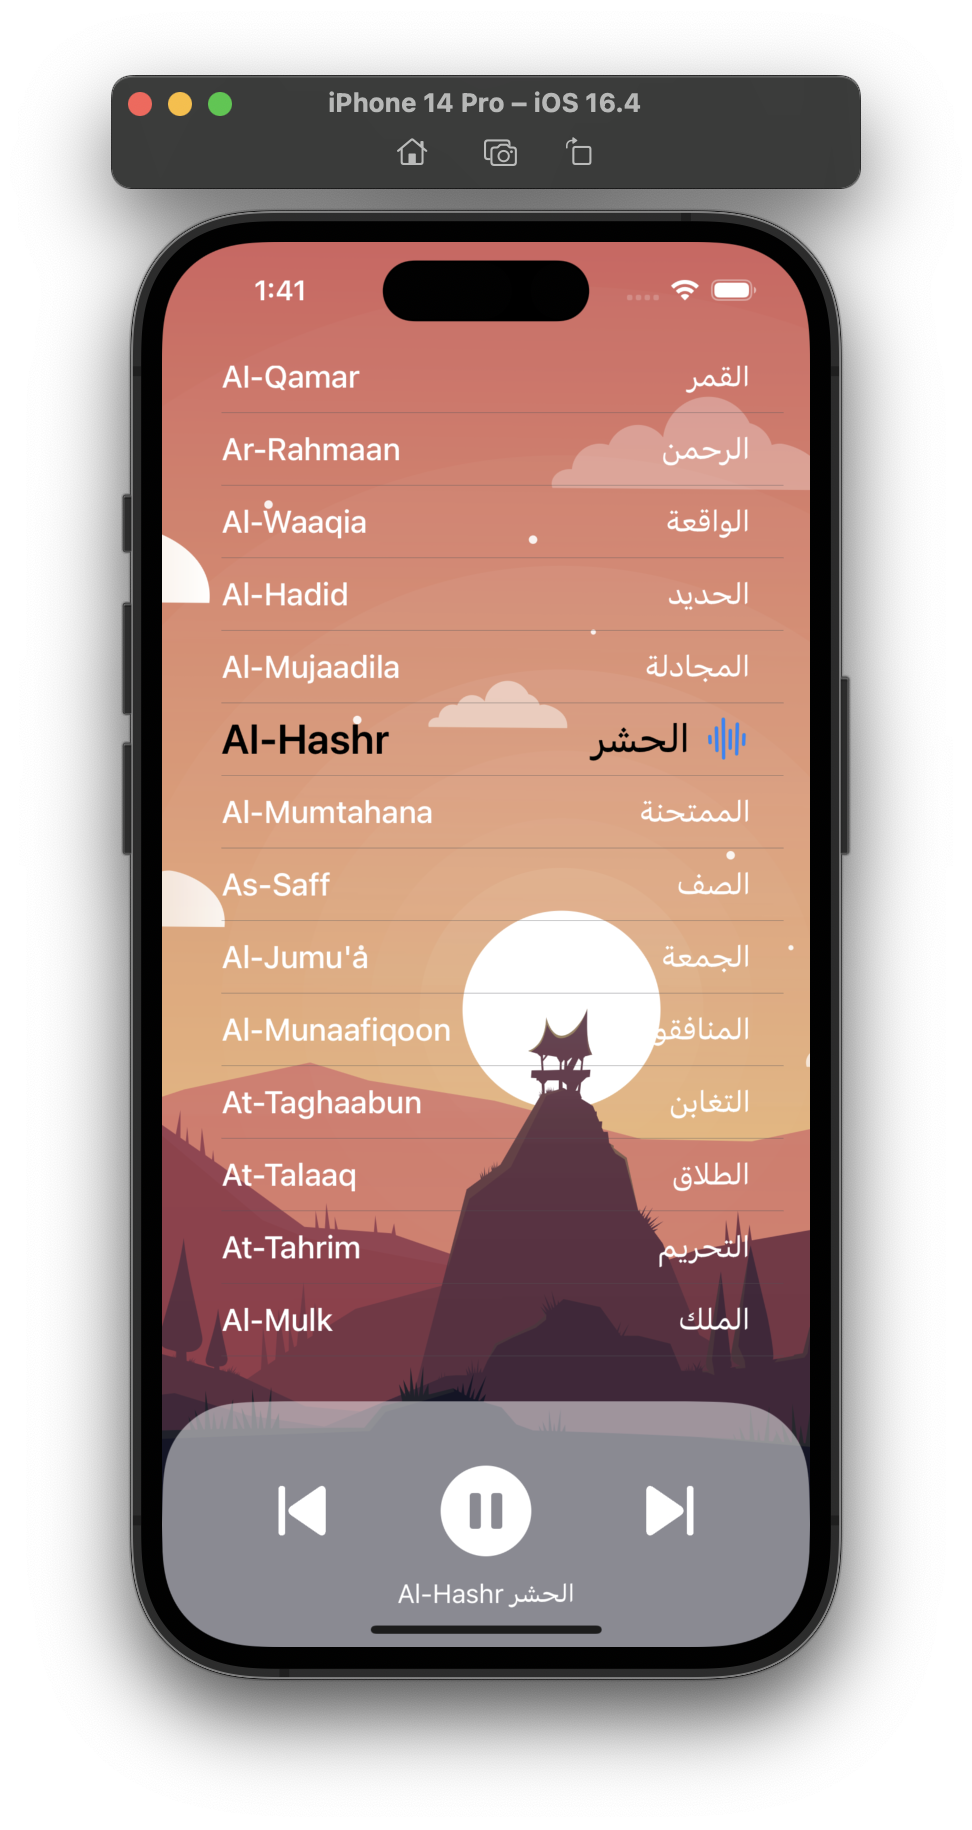 iPhone 14 Pro – iOS 16.4
1:41
Al-Qamar القمر
Ar-Rahmaan الرحمن
Al-Waaqia الواقعة
Al-Hadid الحديد
Al-Mujaadila المجادلة
Al-Hashr الحشر
Al-Mumtahana الممتحنة
As-Saff الصف
Al-Jumu'a الجمعة
Al-Munaafiqoon
At-Taghaabun التغابن
At-Talaaq الطلاق
At-Tahrim التحريم
Al-Mulk الملك
Al-Hashr الحشر